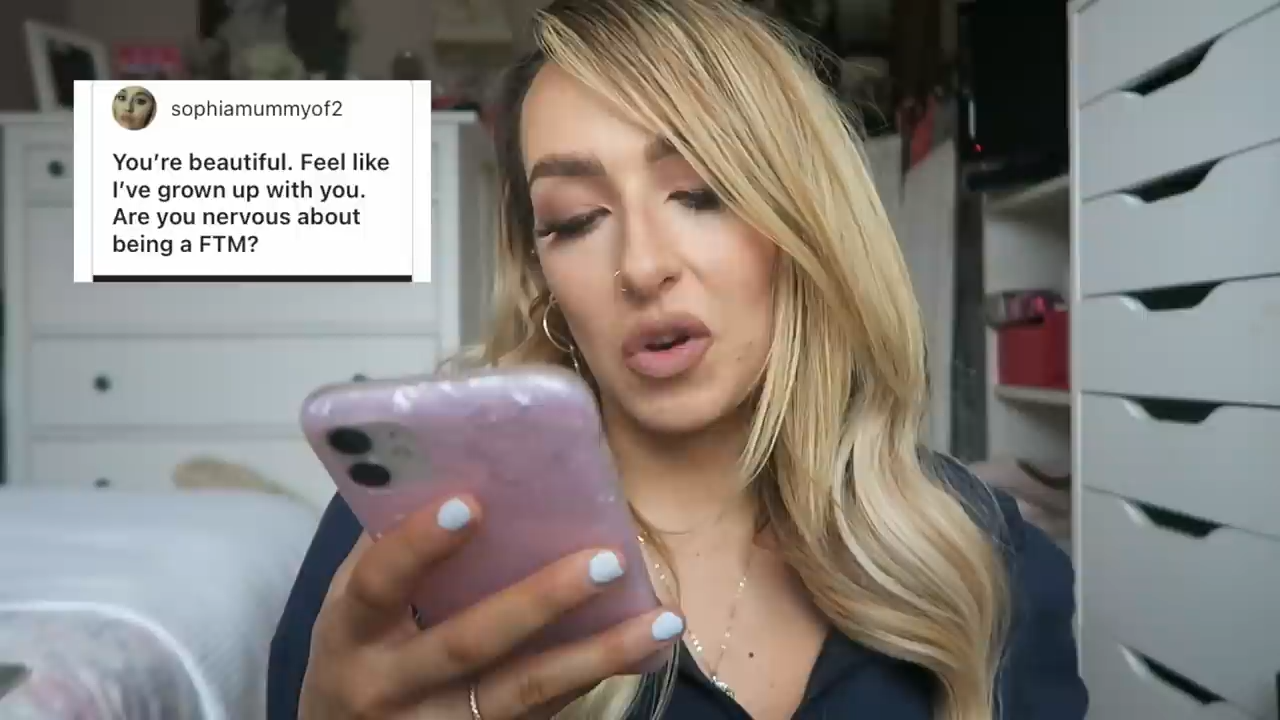 sophiamummyof2
You’re beautiful. Feel like
I’ve grown up with you.
Are you nervous about
being a FTM?